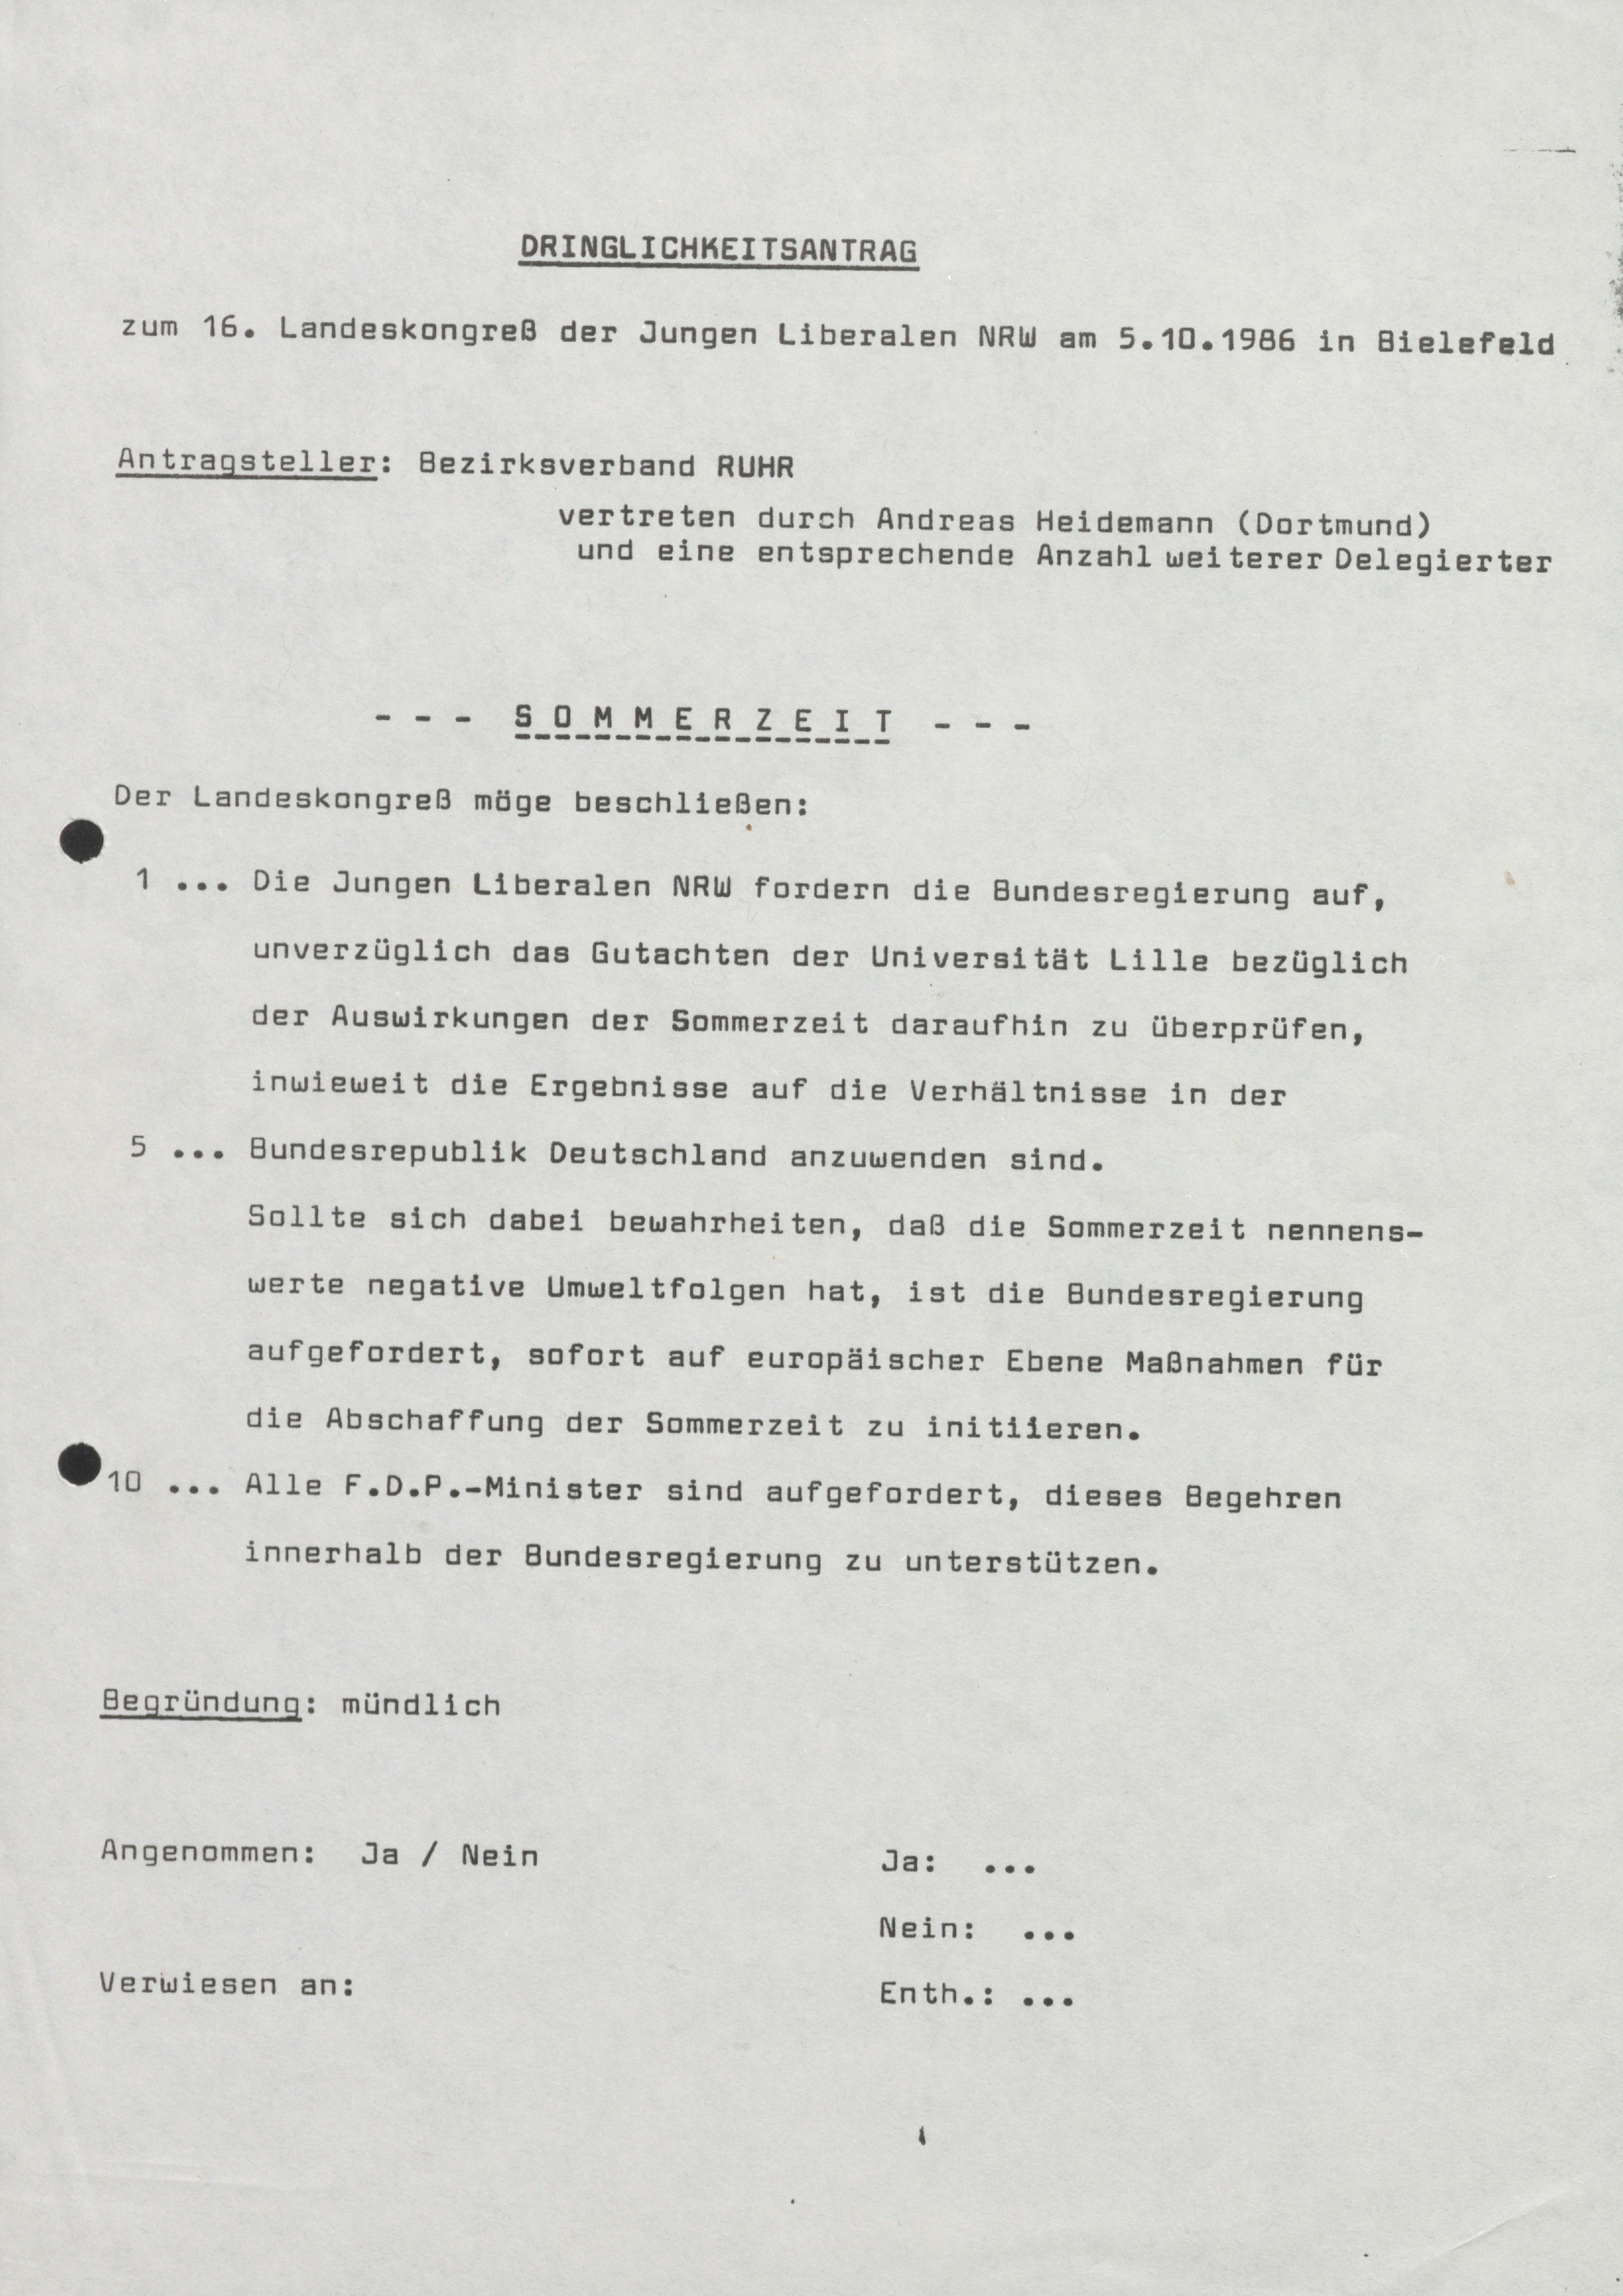 DRINGLICHKEITSANTRAG
zum 16. Landeskongreß der Jungen Liberalen NRW am 5.10.1986 in Bielefeld
Antragsteller: Bezirksverband RUHR
vertreten durch Andreas Heidemann (Dortmund)
und eine entsprechende Anzahl weiterer Delegierter
- - - S O M M E R Z E I T - - -
Der Landeskongreß möge beschließen:
1 ... Die Jungen Liberalen NRW fordern die Bundesregierung auf,
unverzüglich das Gutachten der Universität Lille bezüglich
der Auswirkungen der Sommerzeit daraufhin zu überprüfen,
inwieweit die Ergebnisse auf die Verhältnisse in der
5 ... Bundesrepublik Deutschland anzuwenden sind.
Sollte sich dabei bewahrheiten, daß die Sommerzeit nennens-
werte negative Umweltfolgen hat, ist die Bundesregierung
aufgefordert, sofort auf europäischer Ebene Maßnahmen für
die Abschaffung der Sommerzeit zu initiieren.
10 ... Alle F.D.P.-Minister sind aufgefordert, dieses Begehren
innerhalb der Bundesregierung zu unterstützen.
Begründung: mündlich
Angenommen: Ja / Nein Ja: ...
Nein: ...
Verwiesen an: Enth.: ...